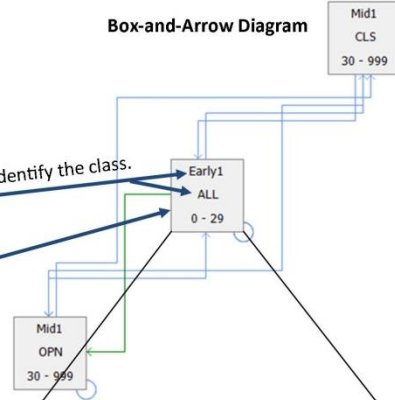 Box-and-Arrow Diagram
Mid1
CLS
30 - 999
dentify the class.
Early1
ALL
0 - 29
Mid1
OPN
30 - 999